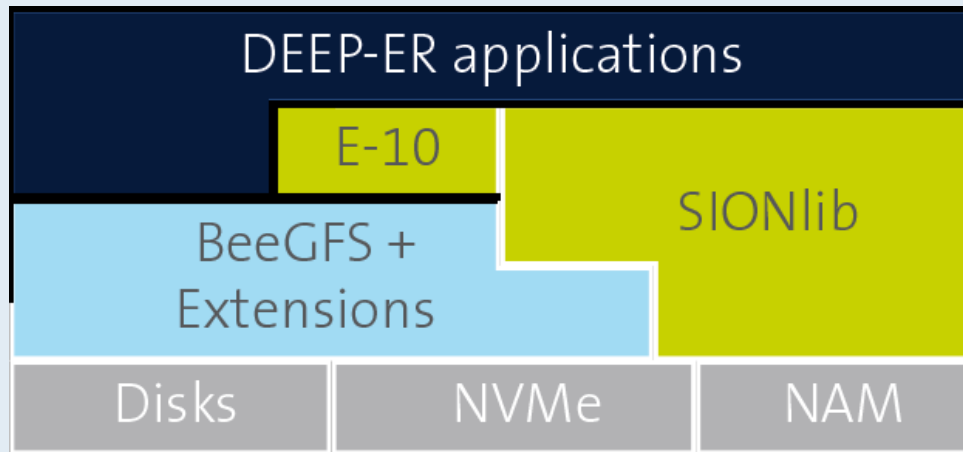 DEEP-ER applications
E-10
SIONlib
BeeGFS +
Extensions
Disks
NVMe
NAM